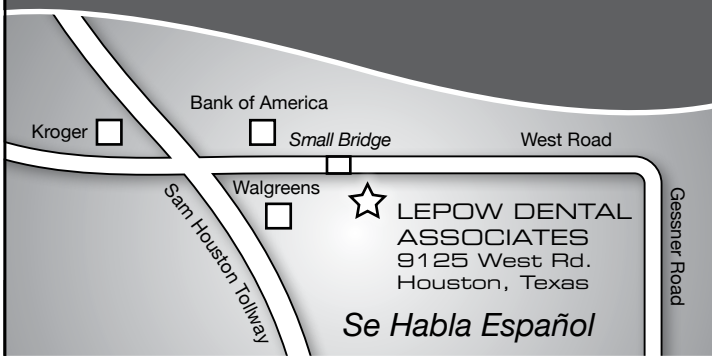 Bank of America
Kroger
Small Bridge
West Road
Walgreens
Sam Houston Tollway
Gessner Road
LEPOW DENTAL
ASSOCIATES
9125 West Rd.
Houston, Texas
Se Habla Español